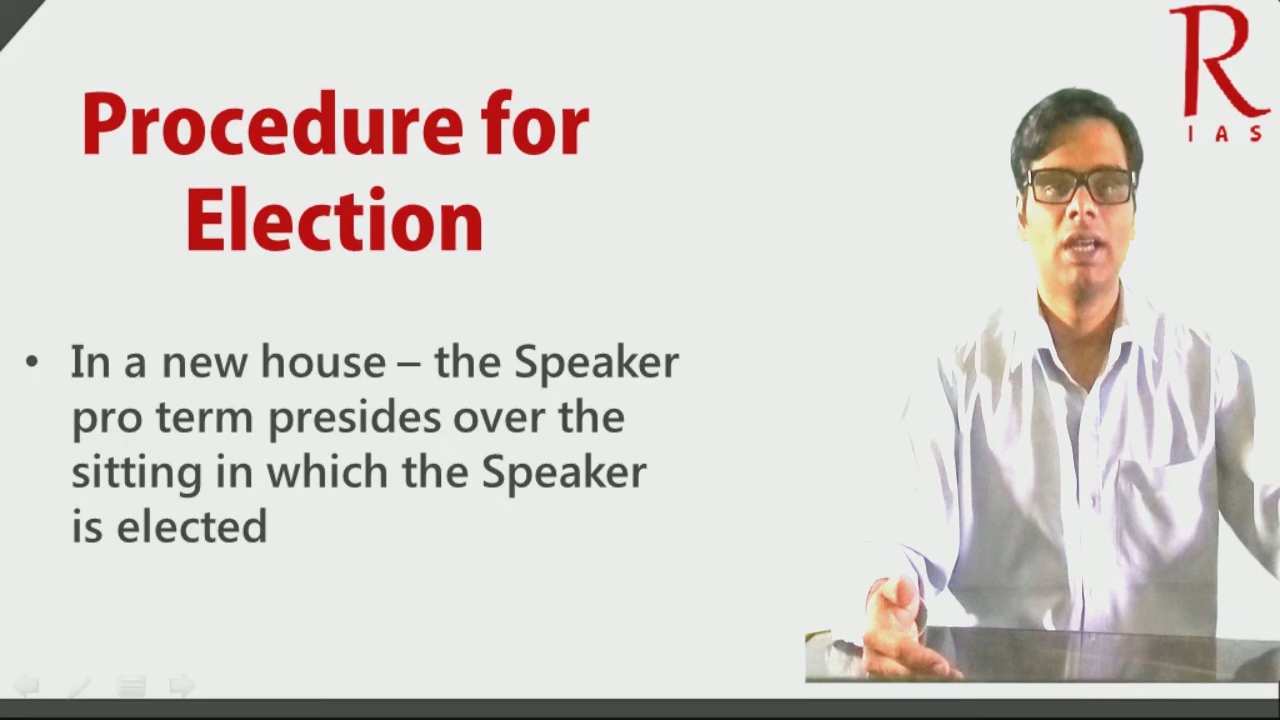 Procedure for
Election
• In a new house – the Speaker
pro term presides over the
sitting in which the Speaker
is elected
R
IAS